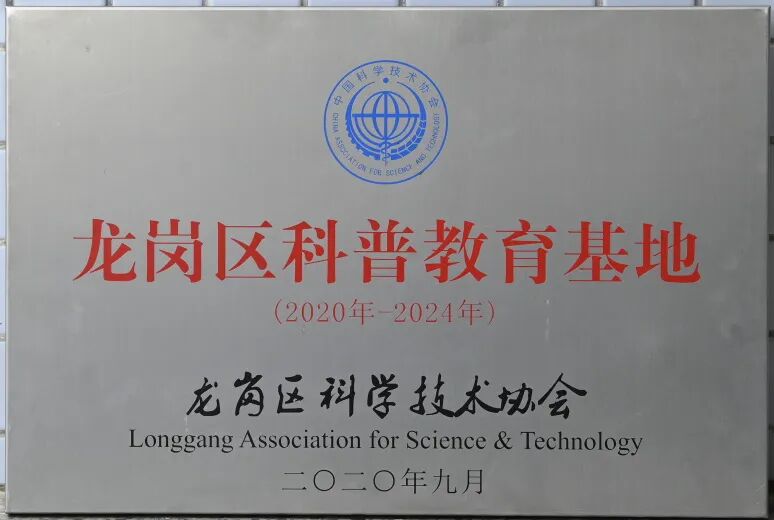 中国科学技术协会
CHINA ASSOCIATION FOR SCIENCE AND TECHNOLOGY
龙岗区科普教育基地
(2020年-2024年)
龙岗区科学技术协会
Longgang Association for Science & Technology
二〇二〇年九月